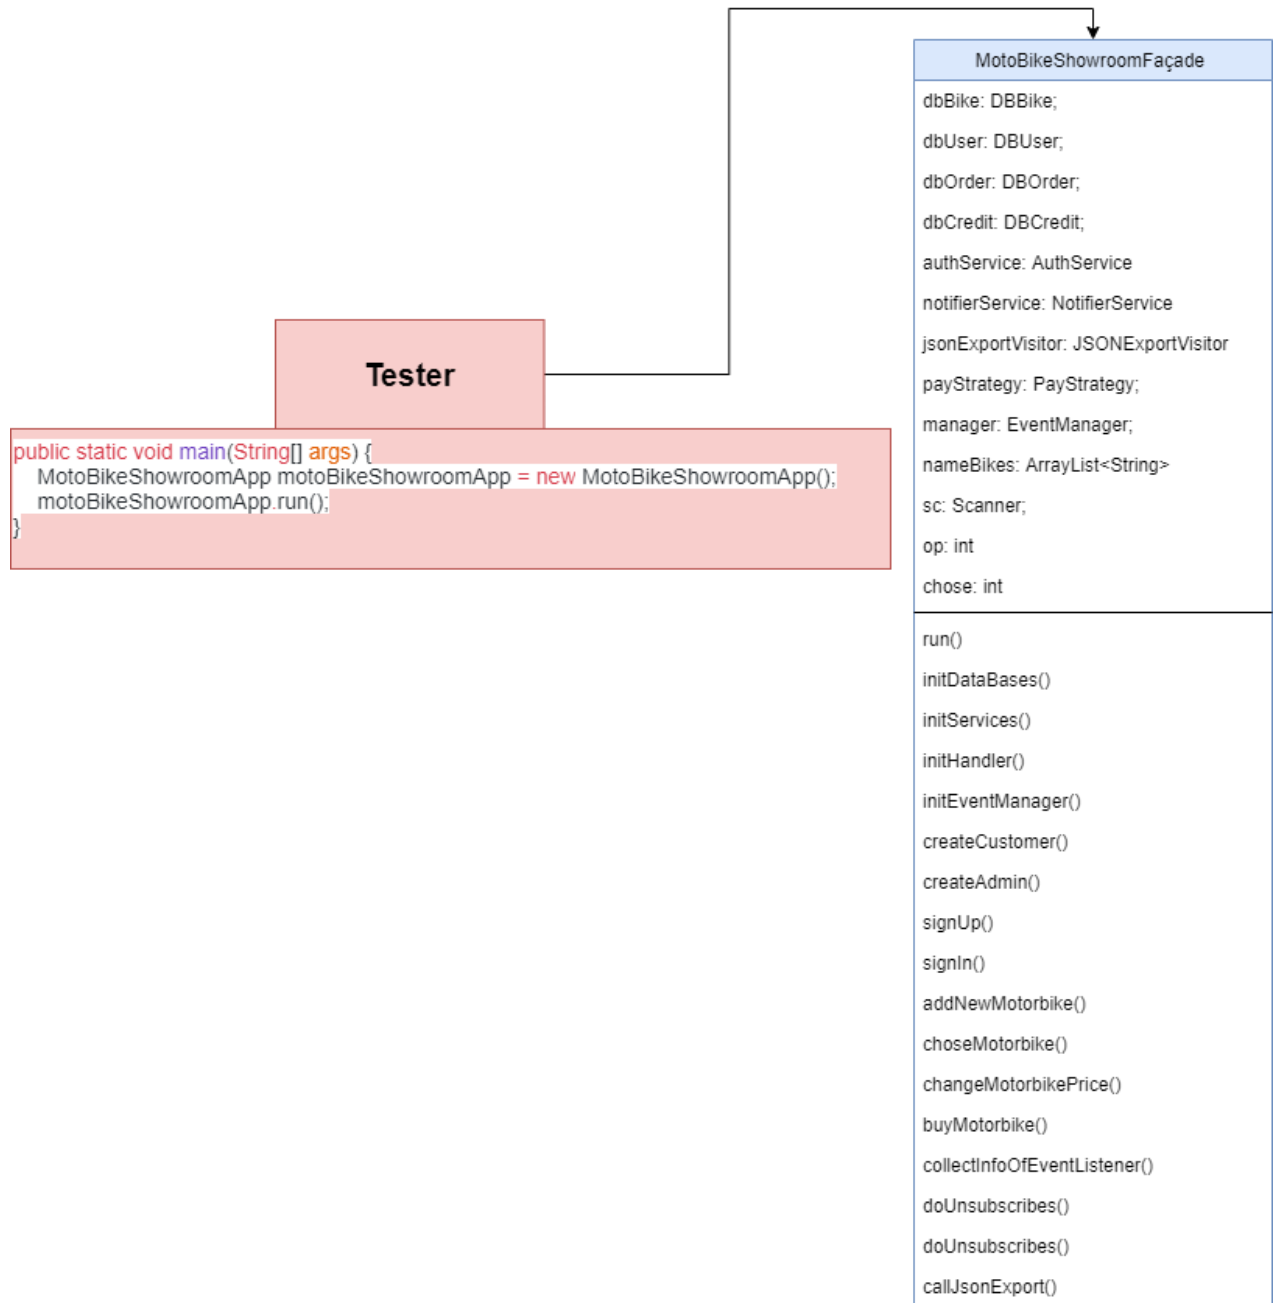 MotoBikeShowroomFaçade
dbBike: DBBike;
dbUser: DBUser;
dbOrder: DBOrder;
dbCredit: DBCredit;
authService: AuthService
notifierService: NotifierService
jsonExportVisitor: JSONExportVisitor
payStrategy: PayStrategy;
manager: EventManager;
nameBikes: ArrayList<String>
sc: Scanner;
op: int
chose: int
run()
initDataBases()
initServices()
initHandler()
initEventManager()
createCustomer()
createAdmin()
signUp()
signIn()
addNewMotorbike()
choseMotorbike()
changeMotorbikePrice()
buyMotorbike()
collectInfoOfEventListener()
doUnsubscribes()
doUnsubscribes()
callJsonExport()
Tester
public static void main(String[] args) {
MotoBikeShowroomApp motoBikeShowroomApp = new MotoBikeShowroomApp();
motoBikeShowroomApp.run();
}